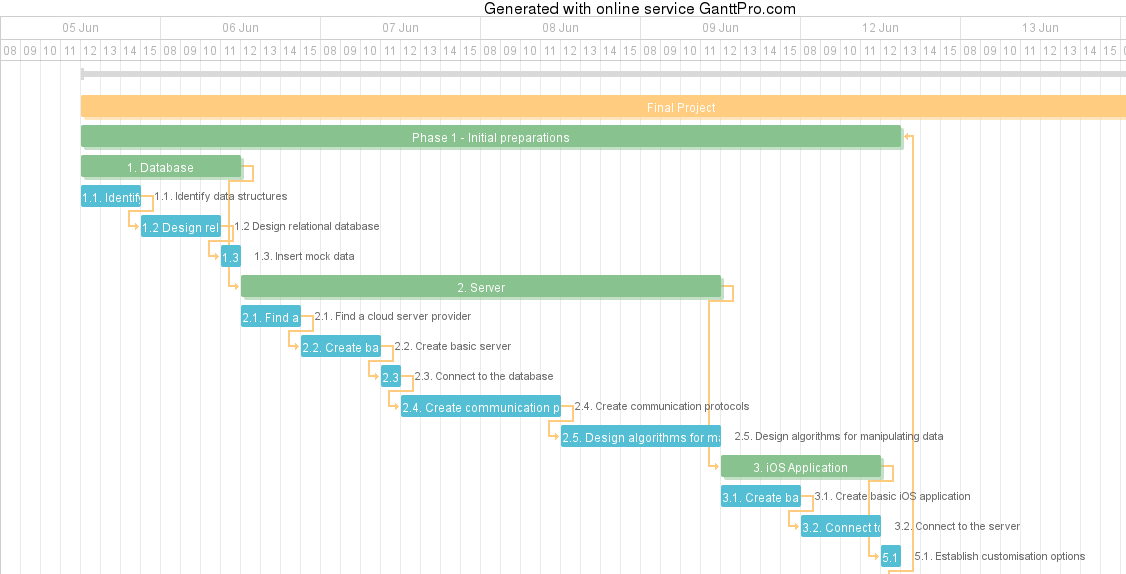 Generated with online service GanttPro.com
05 Jun 06 Jun 07 Jun 08 Jun 09 Jun 12 Jun 13 Jun
08 09 10 11 12 13 14 15 08 09 10 11 12 13 14 15 08 09 10 11 12 13 14 15 08 09 10 11 12 13 14 15 08 09 10 11 12 13 14 15 08 09 10 11 12 13 14 15 08 09 10 11 12 13 14 15
Final Project
Phase 1 - Initial preparations
1. Database
1.1. Identify 1.1. Identify data structures
1.2 Design rel 1.2 Design relational database
1.3 1.3. Insert mock data
2. Server
2.1. Find a 2.1. Find a cloud server provider
2.2. Create ba 2.2. Create basic server
2.3 2.3. Connect to the database
2.4. Create communication p 2.4. Create communication protocols
2.5. Design algorithms for ma 2.5. Design algorithms for manipulating data
3. iOS Application
3.1. Create ba 3.1. Create basic iOS application
3.2. Connect to 3.2. Connect to the server
5.1 5.1. Establish customisation options